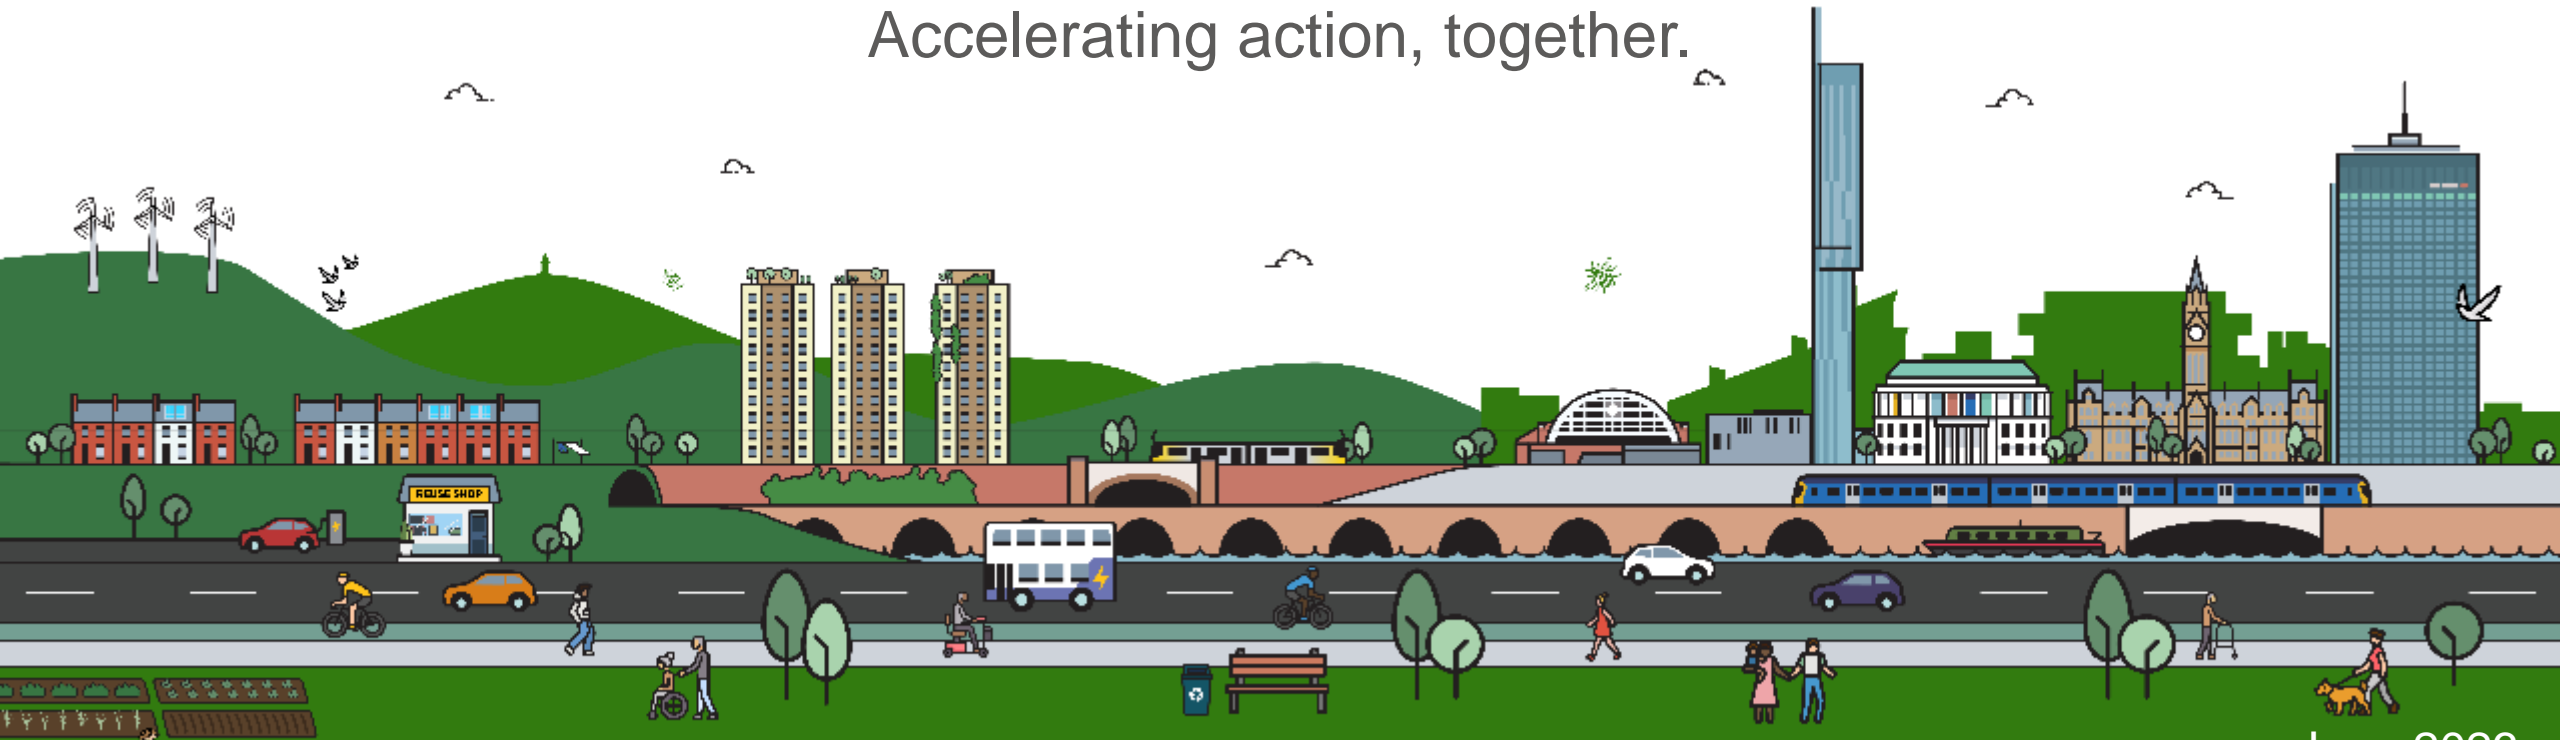 Accelerating action, together.
REUSE SHOP